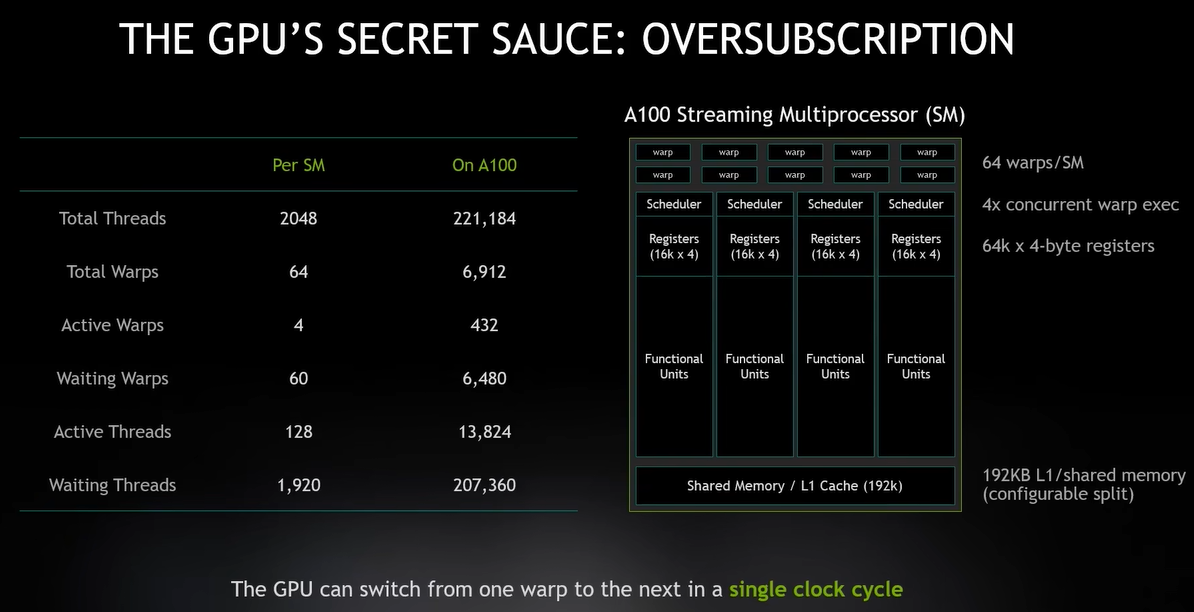 THE GPU'S SECRET SAUCE: OVERSUBSCRIPTION
Per SM On A100
Total Threads 2048 221,184
Total Warps 64 6,912
Active Warps 4 432
Waiting Warps 60 6,480
Active Threads 128 13,824
Waiting Threads 1,920 207,360
A100 Streaming Multiprocessor (SM)
warp warp warp warp warp
warp warp warp warp warp
64 warps/SM
Scheduler Scheduler Scheduler Scheduler
4x concurrent warp exec
Registers Registers Registers Registers
(16k x 4) (16k x 4) (16k x 4) (16k x 4)
64k x 4-byte registers
Functional Functional Functional Functional
Units Units Units Units
Shared Memory / L1 Cache (192k)
192KB L1/shared memory
(configurable split)
The GPU can switch from one warp to the next in a single clock cycle